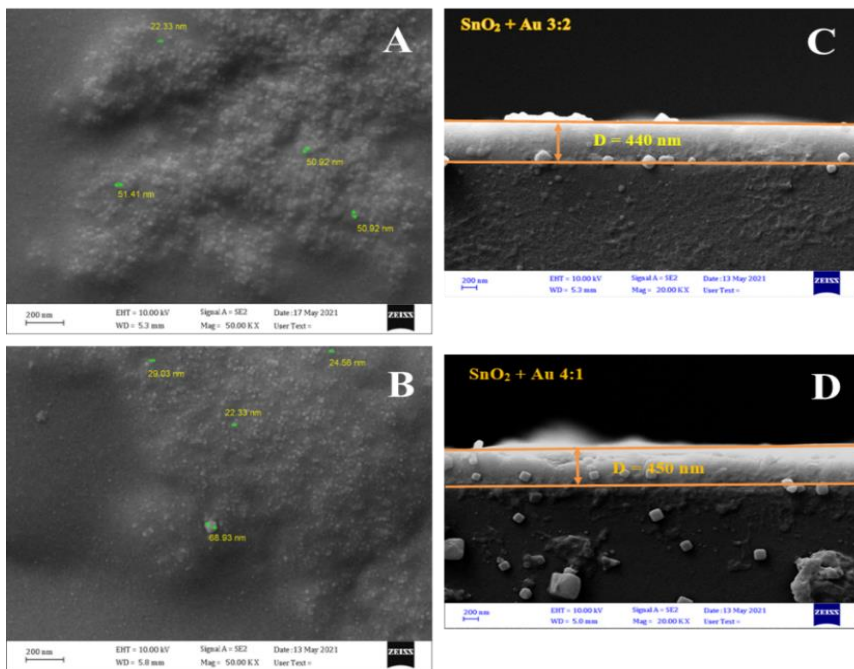 A
22.33 nm
50.92 nm
51.41 nm
50.92 nm
200 nm
EHT = 10.00 kV Signal A = SE2 Date :17 May 2021
WD = 5.3 mm Mag = 50.00 K X User Text =
ZEISS
B
29.03 nm
24.56 nm
22.33 nm
68.93 nm
200 nm
EHT = 10.00 kV Signal A = SE2 Date :13 May 2021
WD = 5.0 mm Mag = 50.00 K X User Text =
ZEISS
SnO₂ + Au 3:2
C
D = 440 nm
200 nm
EHT = 10.00 kV Signal A = SE2 Date :13 May 2021
WD = 5.3 mm Mag = 20.00 K X User Text =
ZEISS
SnO₂ + Au 4:1
D
D = 450 nm
200 nm
EHT = 10.00 kV Signal A = SE2 Date :13 May 2021
WD = 5.0 mm Mag = 20.00 K X User Text =
ZEISS